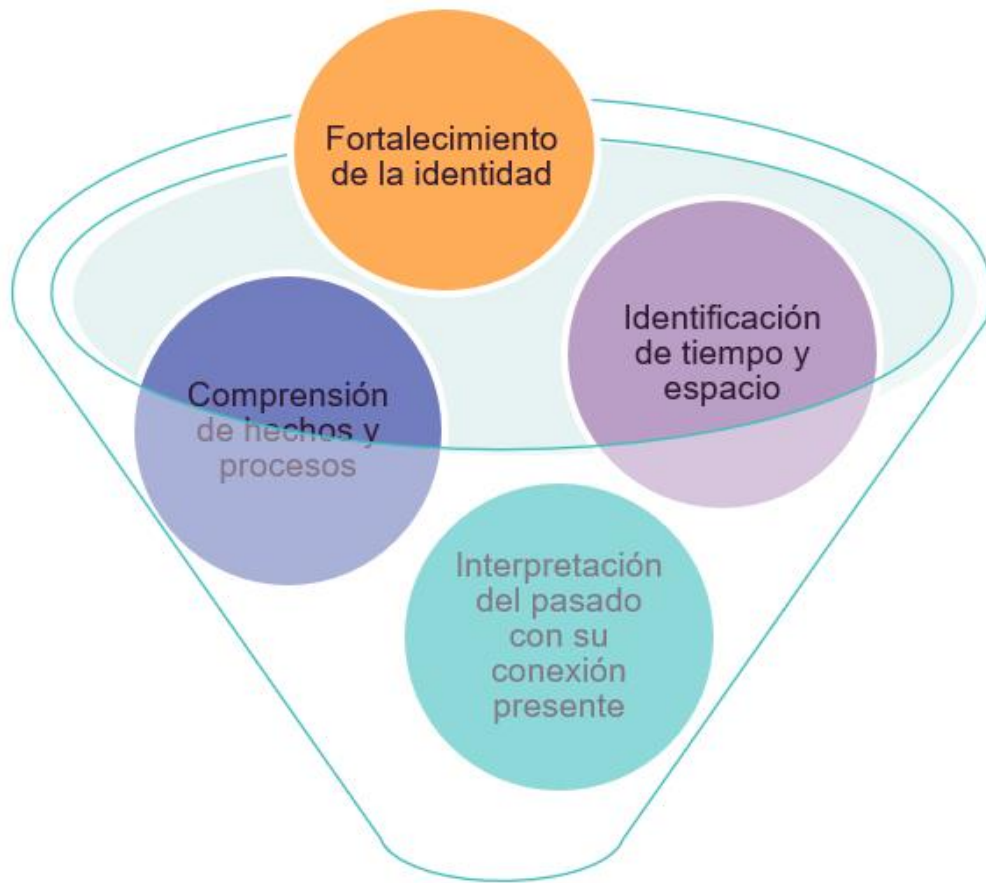 Fortalecimiento
de la identidad
Identificación
de tiempo y
espacio
Comprensión
de hechos y
procesos
Interpretación
del pasado
con su
conexión
presente